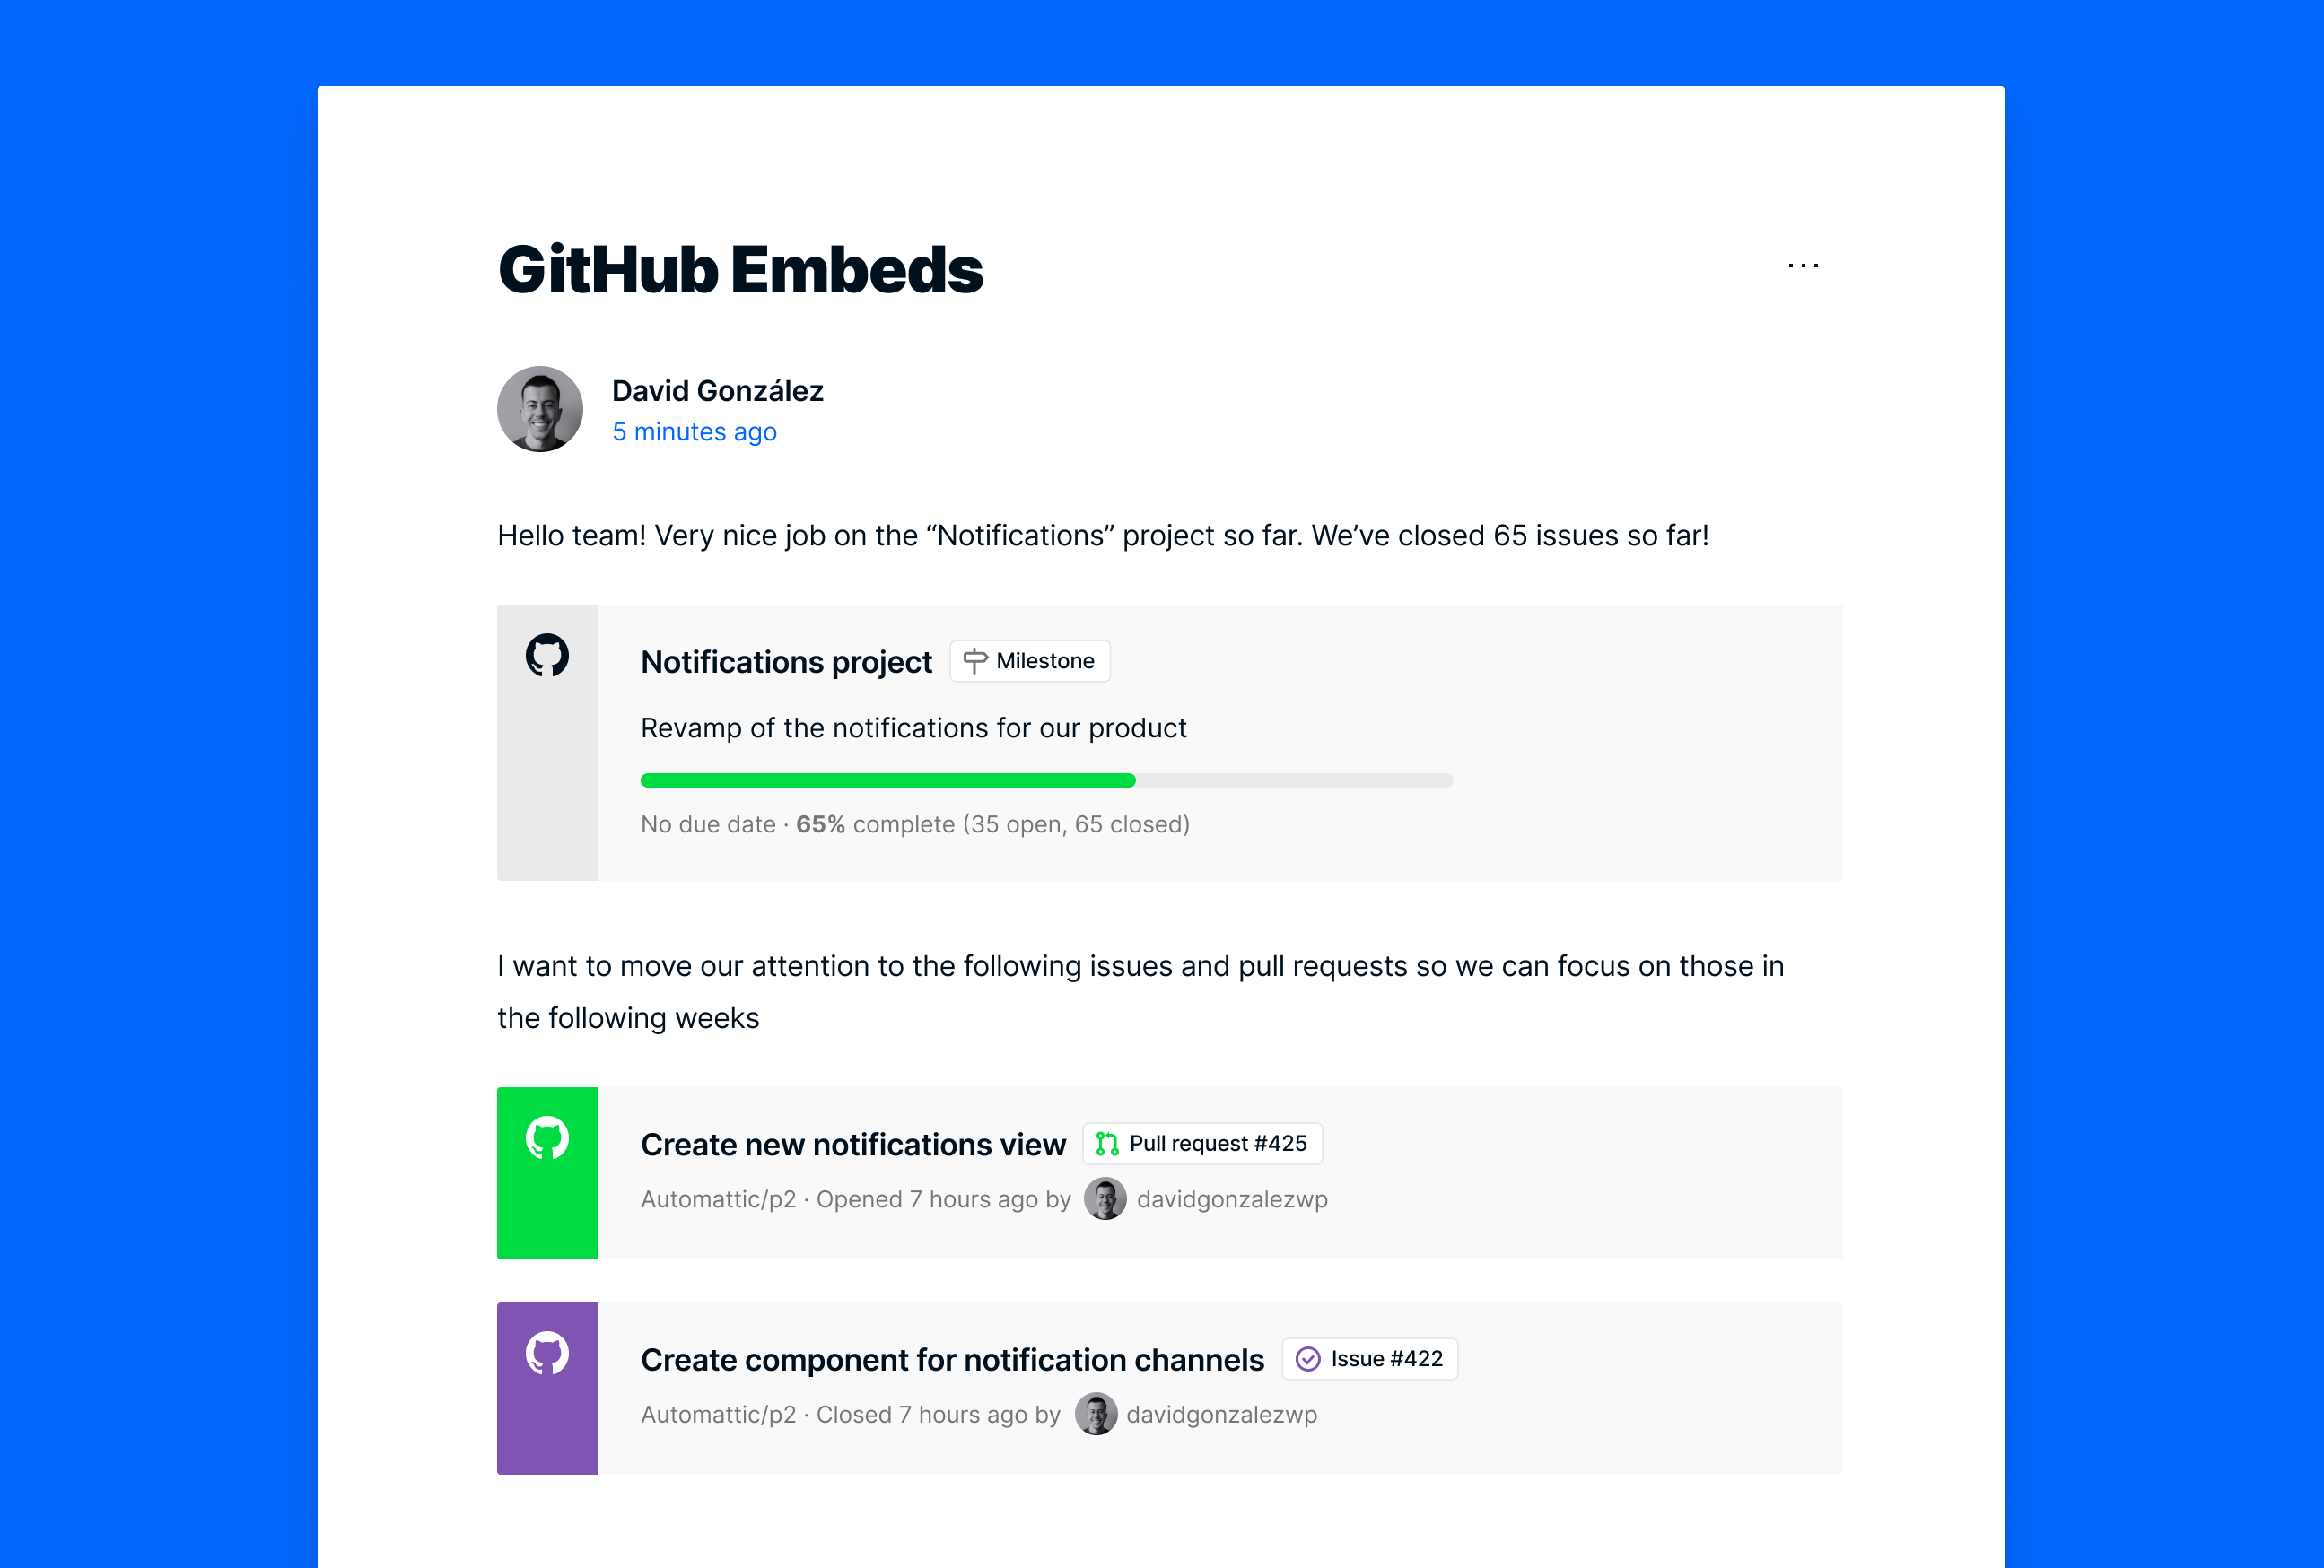 GitHub Embeds
...
David González
5 minutes ago
Hello team! Very nice job on the “Notifications” project so far. We’ve closed 65 issues so far!
Notifications project Milestone
Revamp of the notifications for our product
No due date · 65% complete (35 open, 65 closed)
I want to move our attention to the following issues and pull requests so we can focus on those in
the following weeks
Create new notifications view Pull request #425
Automattic/p2 · Opened 7 hours ago by davidgonzalezwp
Create component for notification channels Issue #422
Automattic/p2 · Closed 7 hours ago by davidgonzalezwp